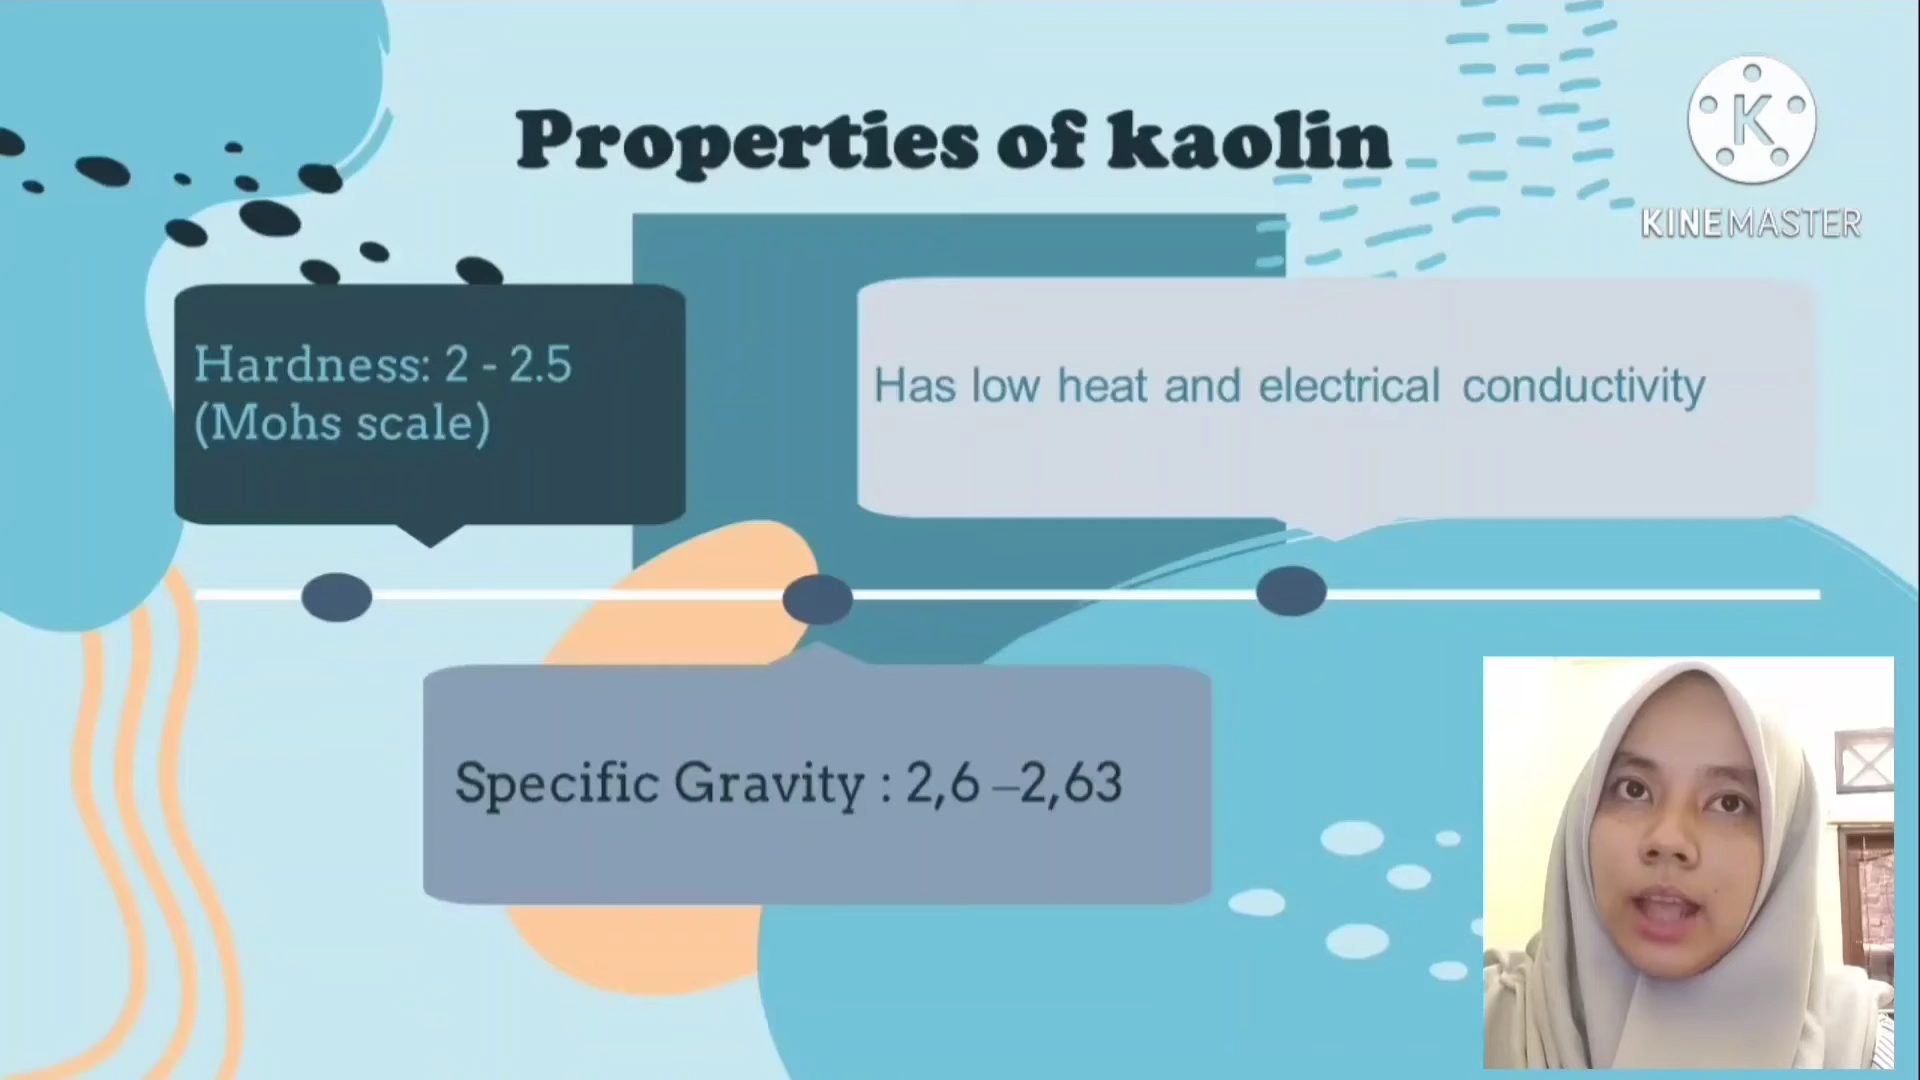 Properties of kaolin
KINEMASTER
Hardness: 2 - 2.5
(Mohs scale)
Has low heat and electrical conductivity
Specific Gravity : 2,6 –2,63